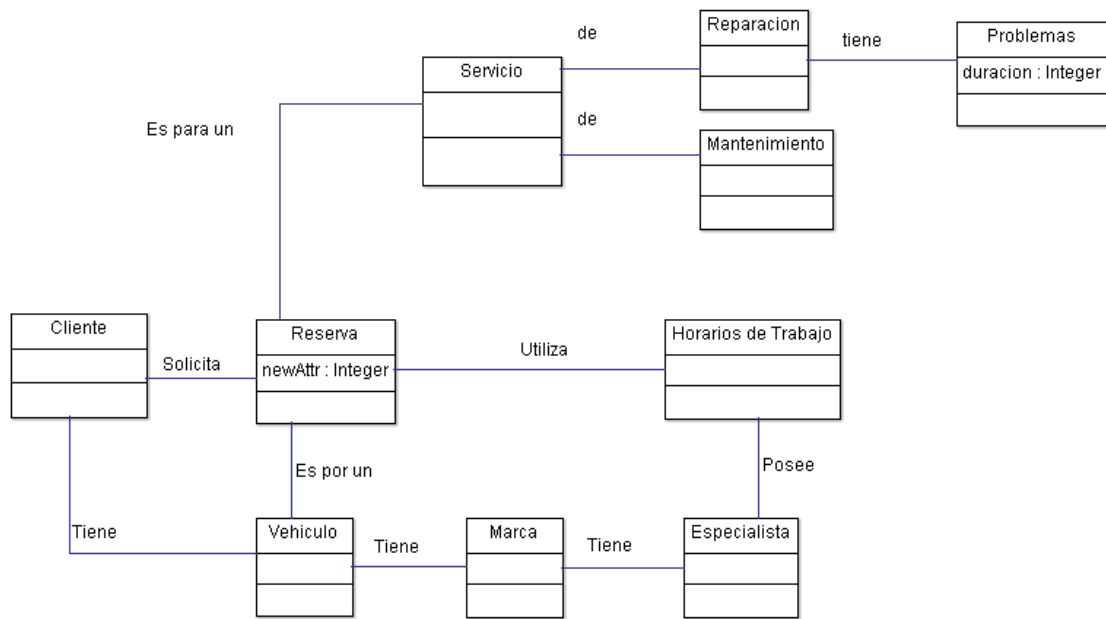 de
Reparacion
tiene
Problemas
duracion : Integer
Servicio
Es para un
de
Mantenimiento
Cliente
Solicita
Reserva
newAttr : Integer
Utiliza
Horarios de Trabajo
Es por un
Posee
Tiene
Vehiculo
Tiene
Marca
Tiene
Especialista